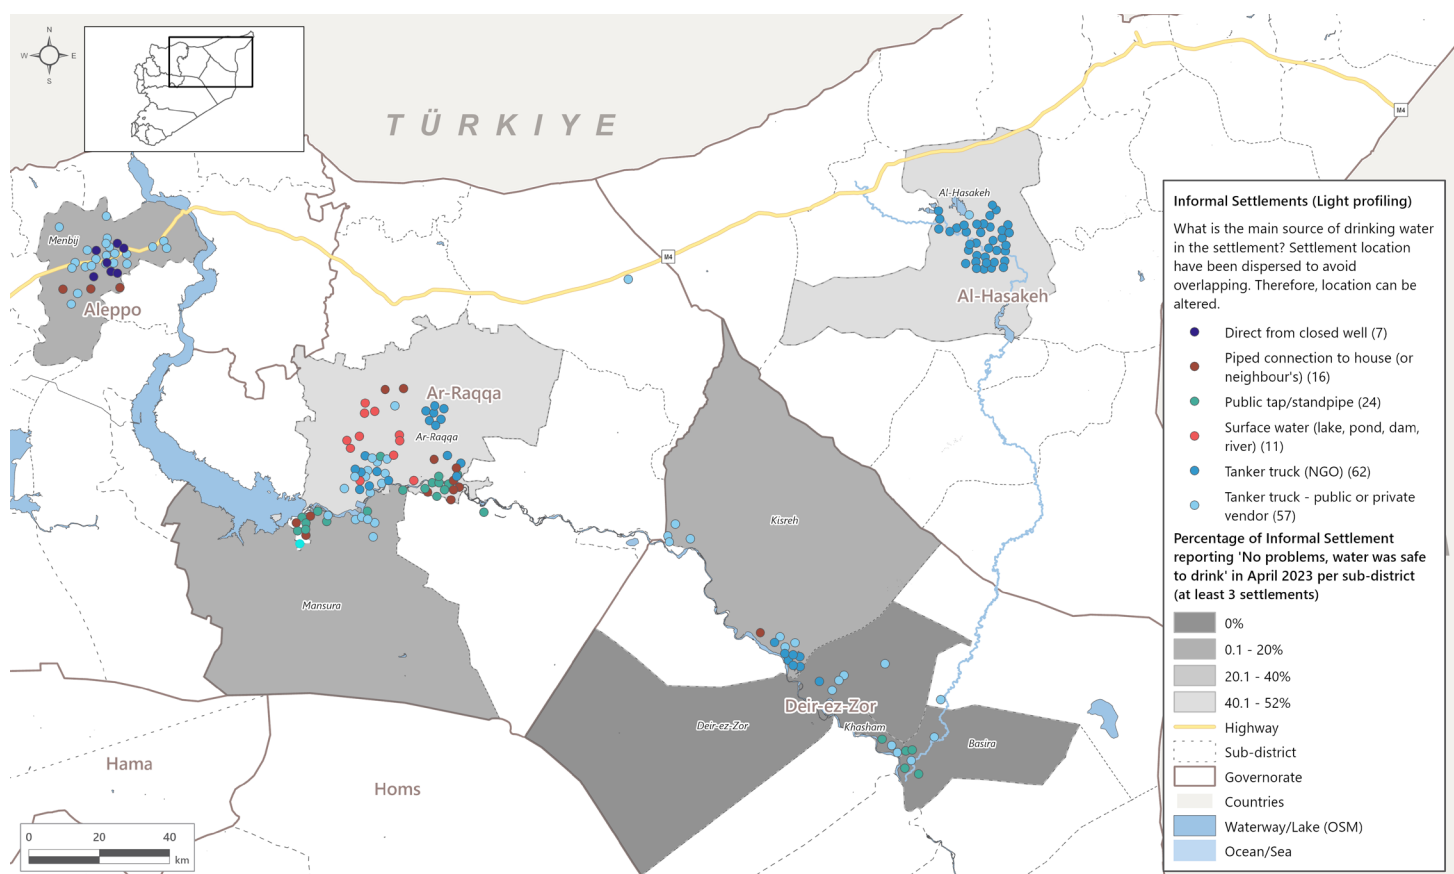 N
W
E
S
TÜRKIYE
M4
M4
Al-Hasakeh
Al-Hasakeh
Menbij
Aleppo
Ar-Raqqa
Ar-Raqqa
Kisreh
Mansura
Deir-ez-Zor
Deir-ez-Zor
Khasham
Basira
Hama
Homs
0 20 40
km
Informal Settlements (Light profiling)
What is the main source of drinking water
in the settlement? Settlement location
have been dispersed to avoid
overlapping. Therefore, location can be
altered.
Direct from closed well (7)
Piped connection to house (or
neighbour's) (16)
Public tap/standpipe (24)
Surface water (lake, pond, dam,
river) (11)
Tanker truck (NGO) (62)
Tanker truck - public or private
vendor (57)
Percentage of Informal Settlement
reporting 'No problems, water was safe
to drink' in April 2023 per sub-district
(at least 3 settlements)
0%
0.1 - 20%
20.1 - 40%
40.1 - 52%
Highway
Sub-district
Governorate
Countries
Waterway/Lake (OSM)
Ocean/Sea